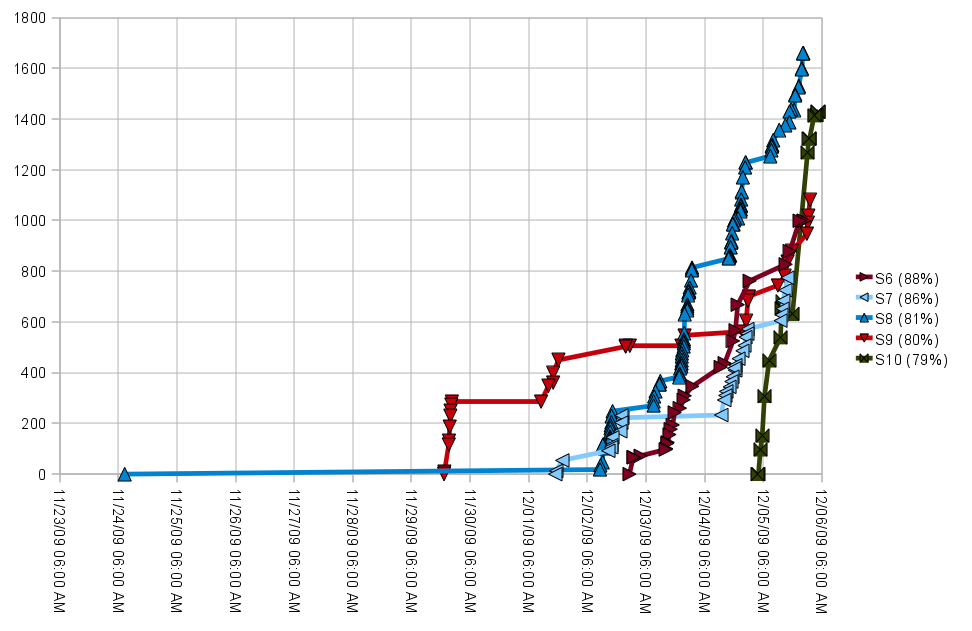 1800
1600
1400
1200
1000
800
600
400
200
0
11/23/09 06:00 AM
11/24/09 06:00 AM
11/25/09 06:00 AM
11/26/09 06:00 AM
11/27/09 06:00 AM
11/28/09 06:00 AM
11/29/09 06:00 AM
11/30/09 06:00 AM
12/01/09 06:00 AM
12/02/09 06:00 AM
12/03/09 06:00 AM
12/04/09 06:00 AM
12/05/09 06:00 AM
12/06/09 06:00 AM
S6 (88%)
S7 (86%)
S8 (81%)
S9 (80%)
S10 (79%)